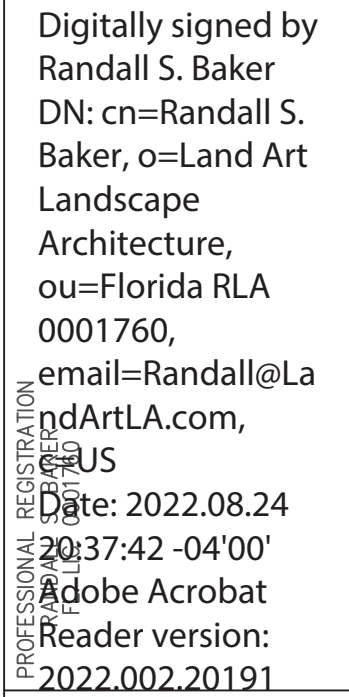 Digitally signed by
Randall S. Baker
DN: cn=Randall S.
Baker, o=Land Art
Landscape
Architecture,
ou=Florida RLA
0001760,
email=Randall@La
ndArtLA.com,
c=US
Date: 2022.08.24
20:37:42 -04'00'
Adobe Acrobat
Reader version:
2022.002.20191
PROFESSIONAL REGISTRATION
RANDALL S. BAKER
FL LIC. 0001760